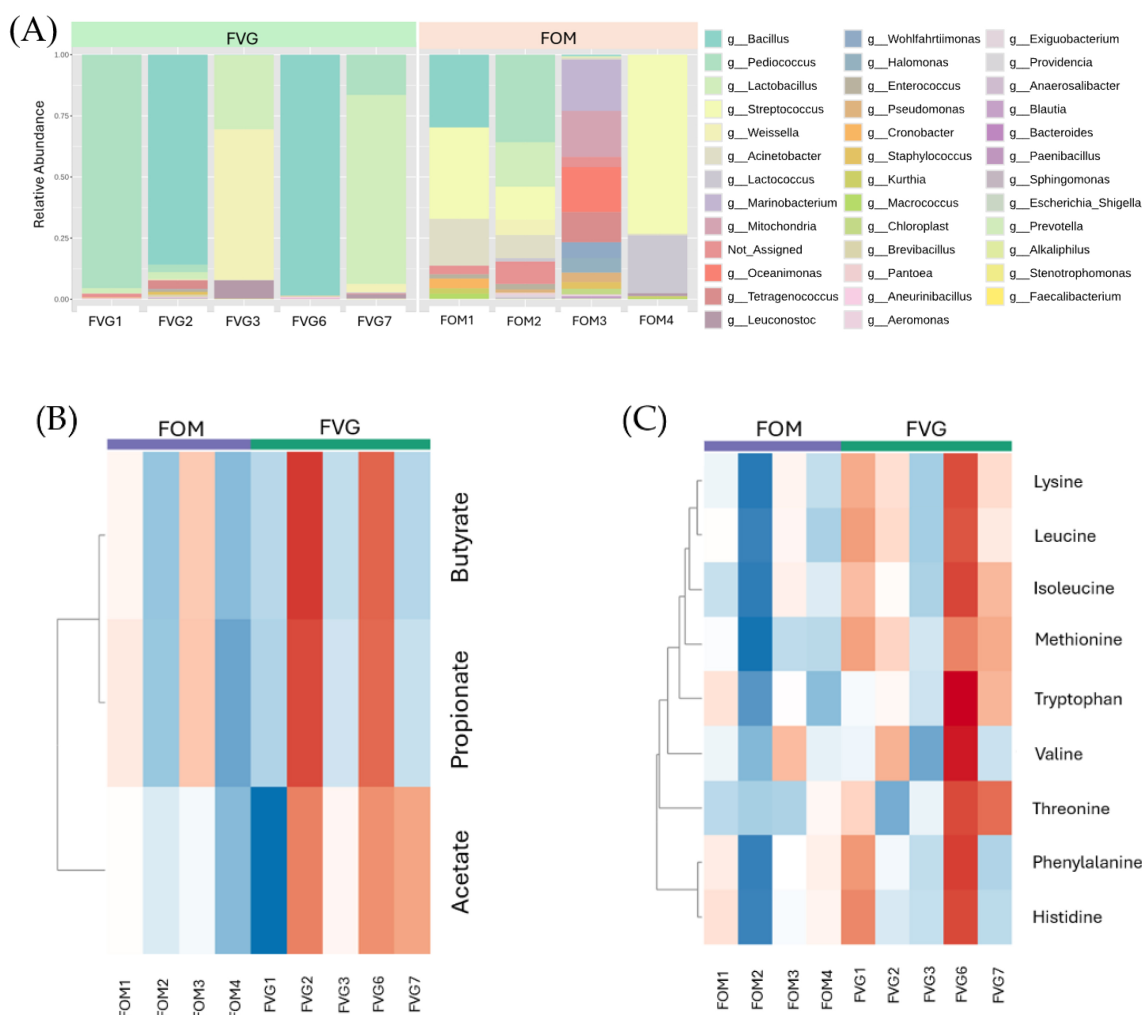 (A)
FVG FOM
Relative Abundance
1.00
0.75
0.50
0.25
0.00
FVG1 FVG2 FVG3 FVG6 FVG7 FOM1 FOM2 FOM3 FOM4
g__Bacillus
g__Pediococcus
g__Lactobacillus
g__Streptococcus
g__Weissella
g__Acinetobacter
g__Lactococcus
g__Marinobacterium
g__Mitochondria
Not_Assigned
g__Oceanimonas
g__Tetragenococcus
g__Leuconostoc
g__Wohlfahrtiimonas
g__Halomonas
g__Enterococcus
g__Pseudomonas
g__Cronobacter
g__Staphylococcus
g__Kurthia
g__Macrococcus
g__Chloroplast
g__Brevibacillus
g__Pantoea
g__Aneurinibacillus
g__Aeromonas
g__Exiguobacterium
g__Providencia
g__Anaerosalibacter
g__Blautia
g__Bacteroides
g__Paenibacillus
g__Sphingomonas
g__Escherichia_Shigella
g__Prevotella
g__Alkaliphilus
g__Stenotrophomonas
g__Faecalibacterium
(B)
FOM FVG
Butyrate
Propionate
Acetate
FOM1 FOM2 FOM3 FOM4 FVG1 FVG2 FVG3 FVG6 FVG7
(C)
FOM FVG
Lysine
Leucine
Isoleucine
Methionine
Tryptophan
Valine
Threonine
Phenylalanine
Histidine
FOM1 FOM2 FOM3 FOM4 FVG1 FVG2 FVG3 FVG6 FVG7